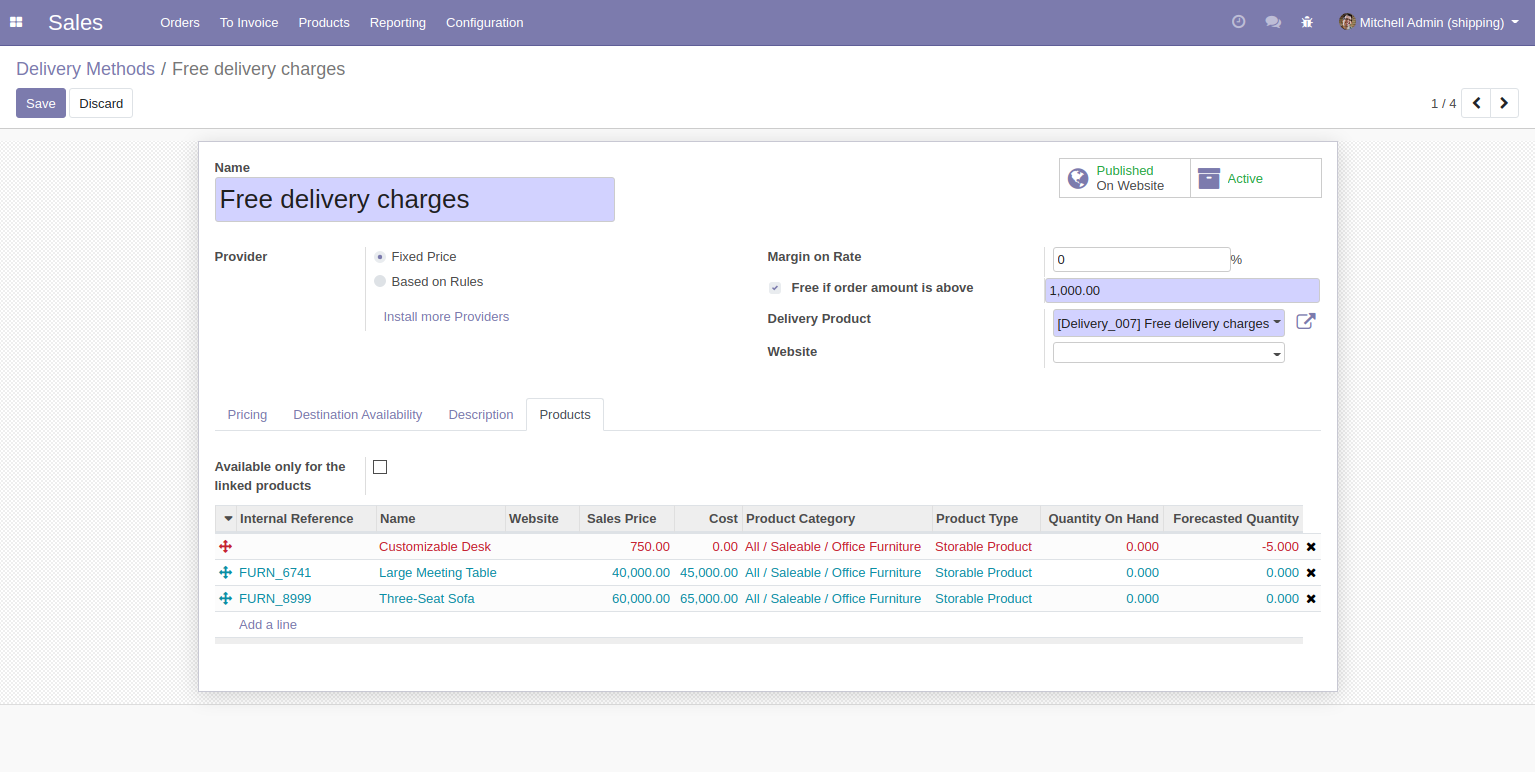 Sales Orders To Invoice Products Reporting Configuration Mitchell Admin (shipping)
Delivery Methods / Free delivery charges
Save Discard 1 / 4
Name
Free delivery charges
Published
On Website
Active
Provider
Fixed Price
Based on Rules
Install more Providers
Margin on Rate 0 %
Free if order amount is above 1,000.00
Delivery Product [Delivery_007] Free delivery charges
Website
Pricing Destination Availability Description Products
Available only for the
linked products
Internal Reference Name Website Sales Price Cost Product Category Product Type Quantity On Hand Forecasted Quantity
Customizable Desk 750.00 0.00 All / Saleable / Office Furniture Storable Product 0.000 -5.000
FURN_6741 Large Meeting Table 40,000.00 45,000.00 All / Saleable / Office Furniture Storable Product 0.000 0.000
FURN_8999 Three-Seat Sofa 60,000.00 65,000.00 All / Saleable / Office Furniture Storable Product 0.000 0.000
Add a line